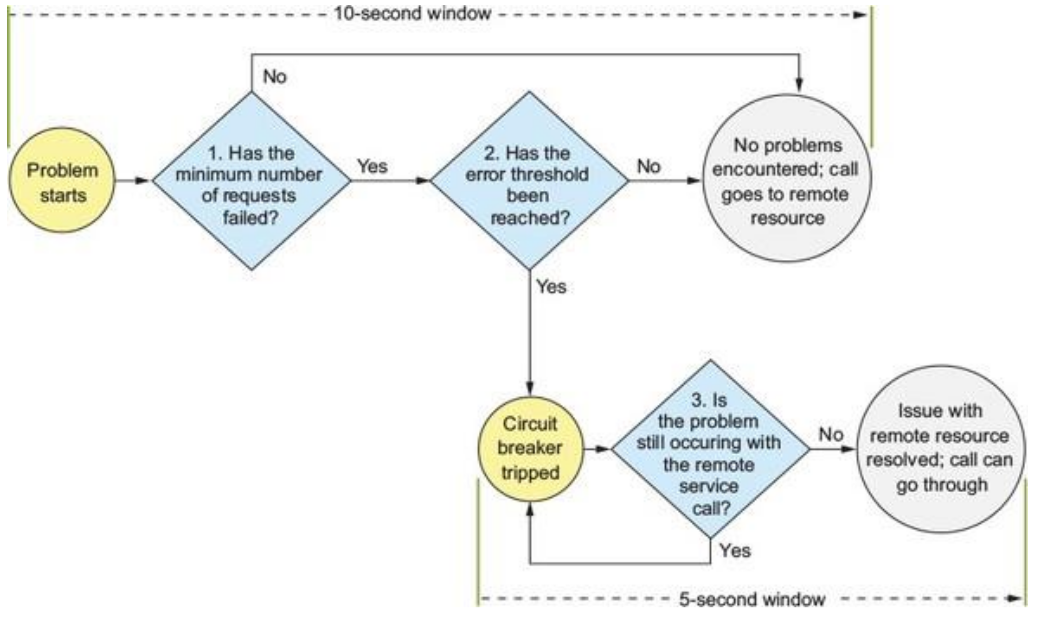 10-second window
No
Problem
starts
1. Has the
minimum number
of requests
failed?
Yes
2. Has the
error threshold
been
reached?
No
No problems
encountered; call
goes to remote
resource
Yes
Circuit
breaker
tripped
3. Is
the problem
still occuring with
the remote
service
call?
No
Issue with
remote resource
resolved; call can
go through
Yes
5-second window